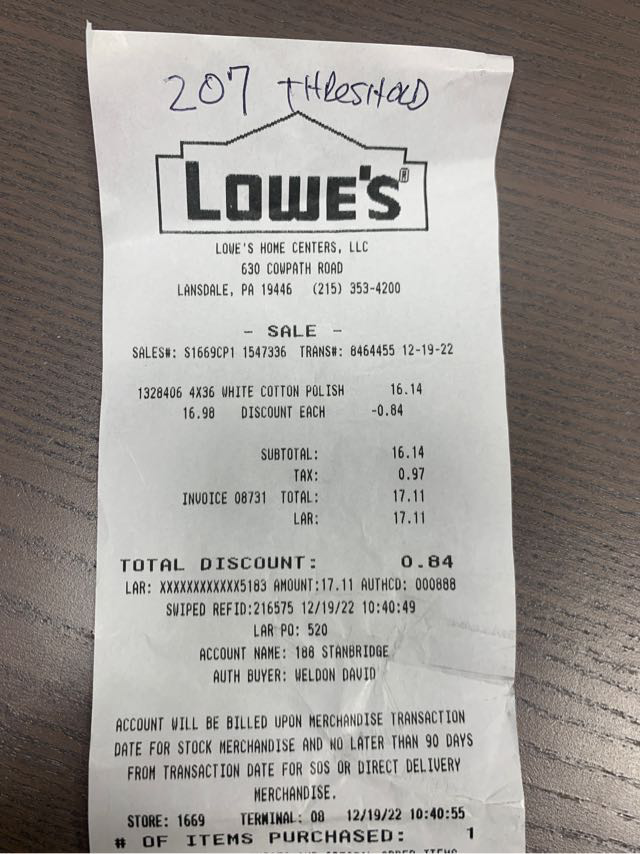 207 THRESHOLD
LOWE'S
LOWE'S HOME CENTERS, LLC
630 COWPATH ROAD
LANSDALE, PA 19446 (215) 353-4200
- SALE -
SALES#: S1669CP1 1547336 TRANS#: 8464455 12-19-22
1328406 4X36 WHITE COTTON POLISH 16.14
16.98 DISCOUNT EACH -0.84
SUBTOTAL: 16.14
TAX: 0.97
INVOICE 08731 TOTAL: 17.11
LAR: 17.11
TOTAL DISCOUNT: 0.84
LAR: XXXXXXXXXXXX5183 AMOUNT:17.11 AUTHCD: 000888
SWIPED REFID:216575 12/19/22 10:40:49
LAR PO: 520
ACCOUNT NAME: 188 STANBRIDGE
AUTH BUYER: WELDON DAVID
ACCOUNT WILL BE BILLED UPON MERCHANDISE TRANSACTION
DATE FOR STOCK MERCHANDISE AND NO LATER THAN 90 DAYS
FROM TRANSACTION DATE FOR SOS OR DIRECT DELIVERY
MERCHANDISE.
STORE: 1669 TERMINAL: 08 12/19/22 10:40:55
# OF ITEMS PURCHASED: 1